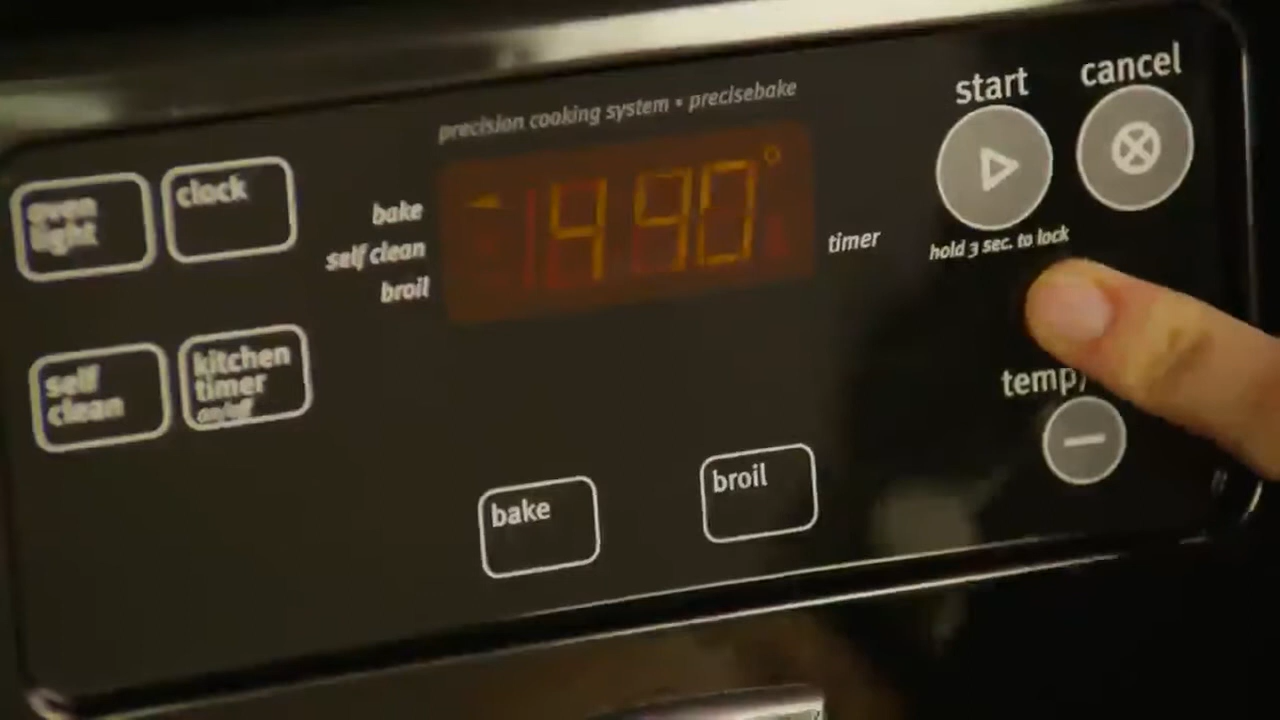 precision cooking system • precisebake
start
cancel
oven
light
clock
bake
self clean
broil
490°
timer
hold 3 sec. to lock
self
clean
kitchen
timer
on/off
temp/
bake
broil